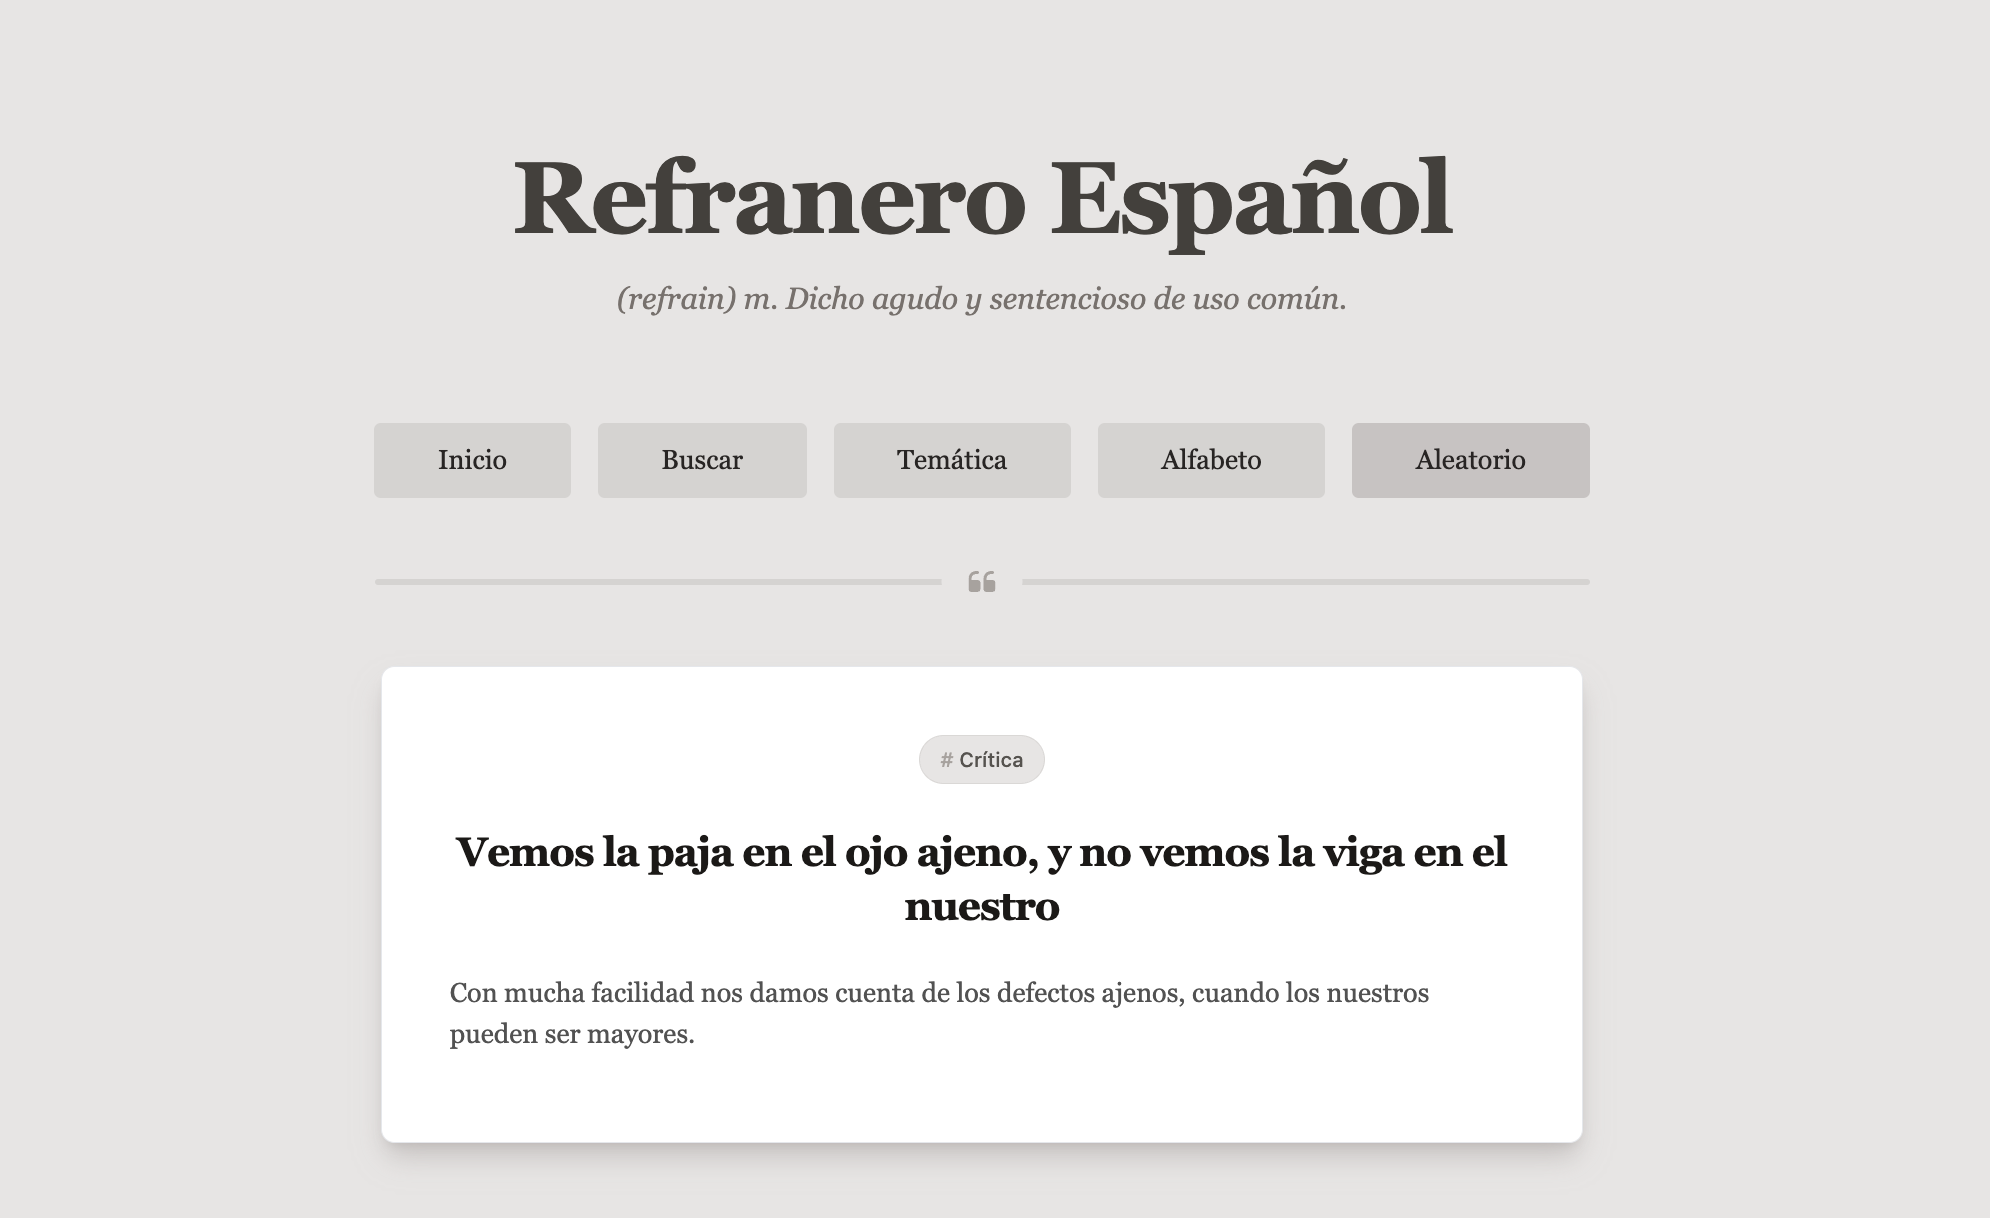 Refranero Español
(refrain) m. Dicho agudo y sentencioso de uso común.
Inicio
Buscar
Temática
Alfabeto
Aleatorio
# Crítica
Vemos la paja en el ojo ajeno, y no vemos la viga en el
nuestro
Con mucha facilidad nos damos cuenta de los defectos ajenos, cuando los nuestros
pueden ser mayores.